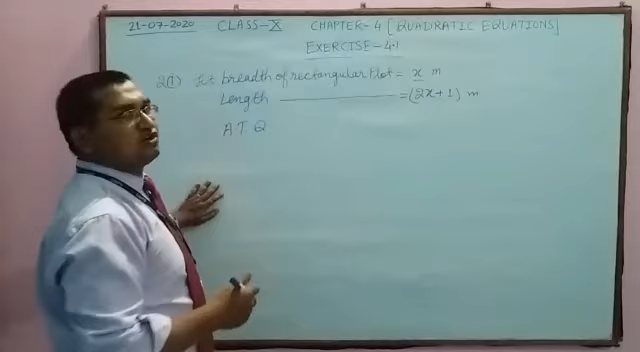 21-07-2020 CLASS-X CHAPTER-4 [QUADRATIC EQUATIONS]
EXERCISE-4.1
2(i) Let breadth of rectangular Plot = x m
Length ———— = (2x+1) m
A.T.Q